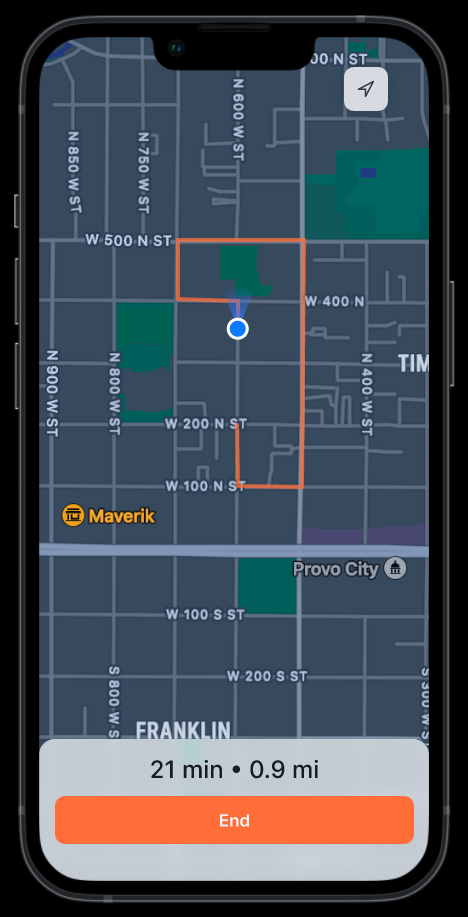 00 N ST
N 600 W ST
N 850 W ST
N 750 W ST
W 500 N ST
W 400 N
N 900 W ST
N 800 W ST
N 400 W ST
TIM
W 200 N ST
W 100 N ST
Maverik
Provo City
W 100 S ST
W 200 S ST
S 800 W S
S 300 W S
FRANKLIN
21 min • 0.9 mi
End